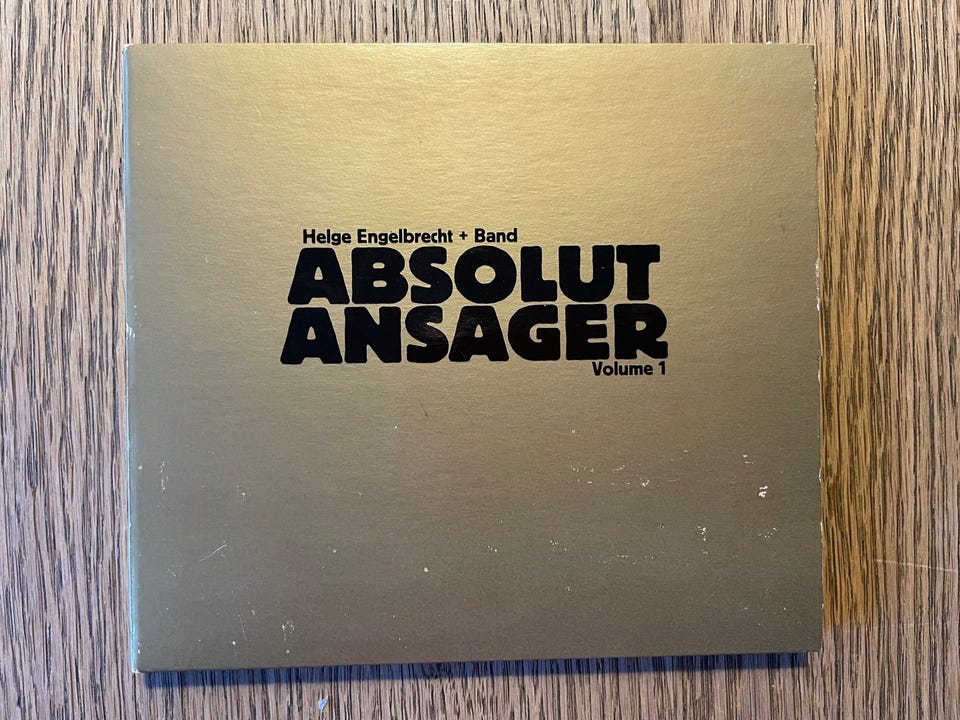 Helge Engelbrecht + Band
ABSOLUT
ANSAGER
Volume 1